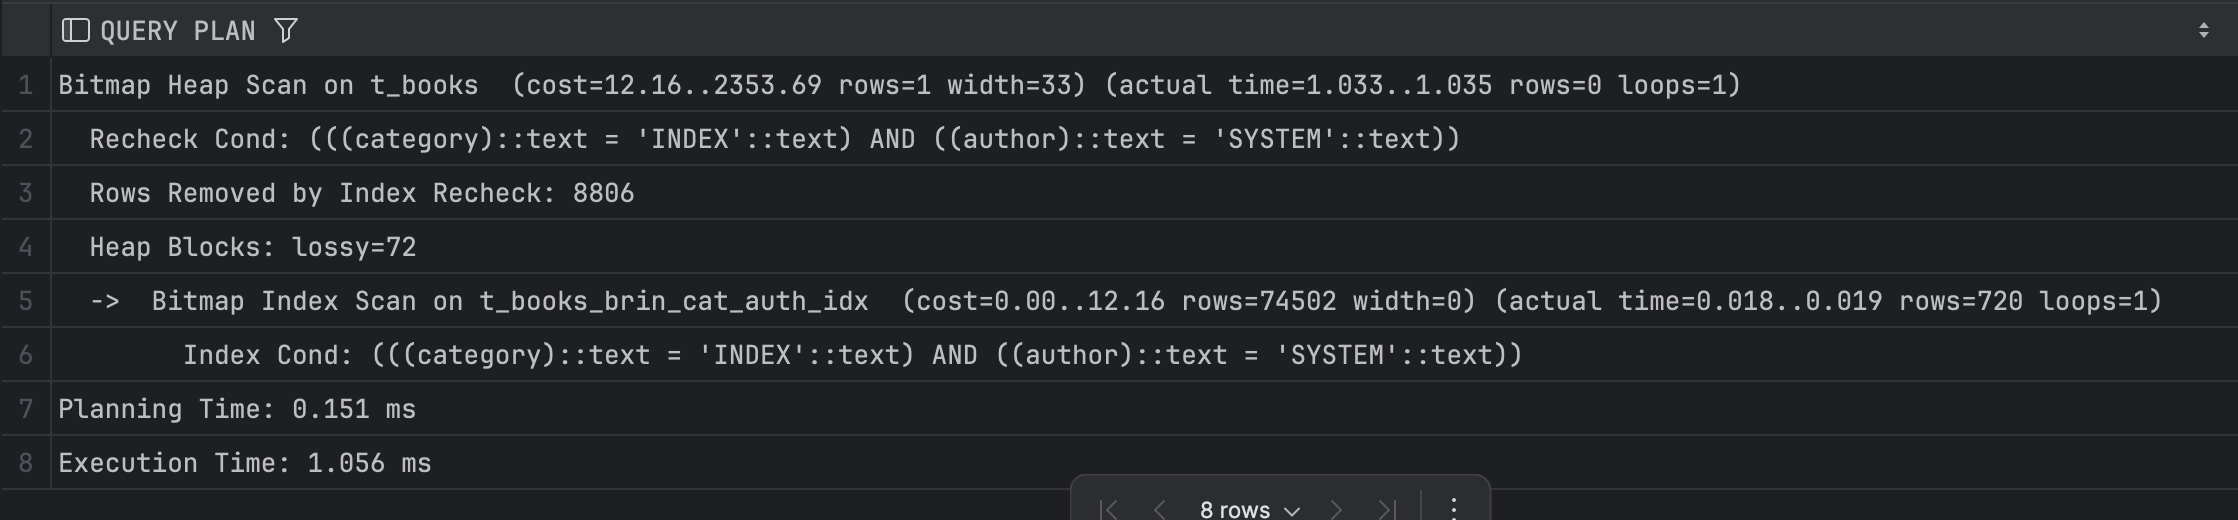 QUERY PLAN
1 Bitmap Heap Scan on t_books  (cost=12.16..2353.69 rows=1 width=33) (actual time=1.033..1.035 rows=0 loops=1)
2   Recheck Cond: (((category)::text = 'INDEX'::text) AND ((author)::text = 'SYSTEM'::text))
3   Rows Removed by Index Recheck: 8806
4   Heap Blocks: lossy=72
5   ->  Bitmap Index Scan on t_books_brin_cat_auth_idx  (cost=0.00..12.16 rows=74502 width=0) (actual time=0.018..0.019 rows=720 loops=1)
6         Index Cond: (((category)::text = 'INDEX'::text) AND ((author)::text = 'SYSTEM'::text))
7 Planning Time: 0.151 ms
8 Execution Time: 1.056 ms
8 rows